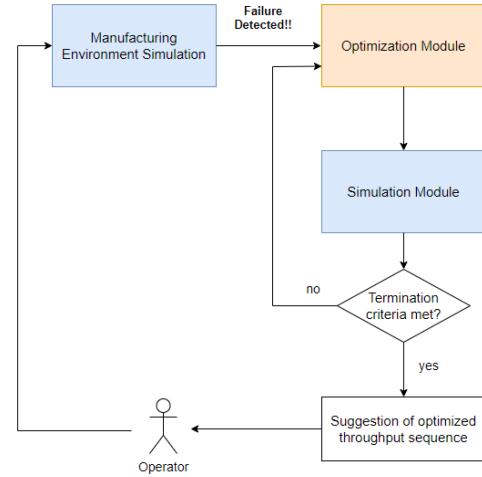 Failure
Detected!!
Manufacturing
Environment Simulation
Optimization Module
Simulation Module
no
Termination
criteria met?
yes
Suggestion of optimized
throughput sequence
Operator